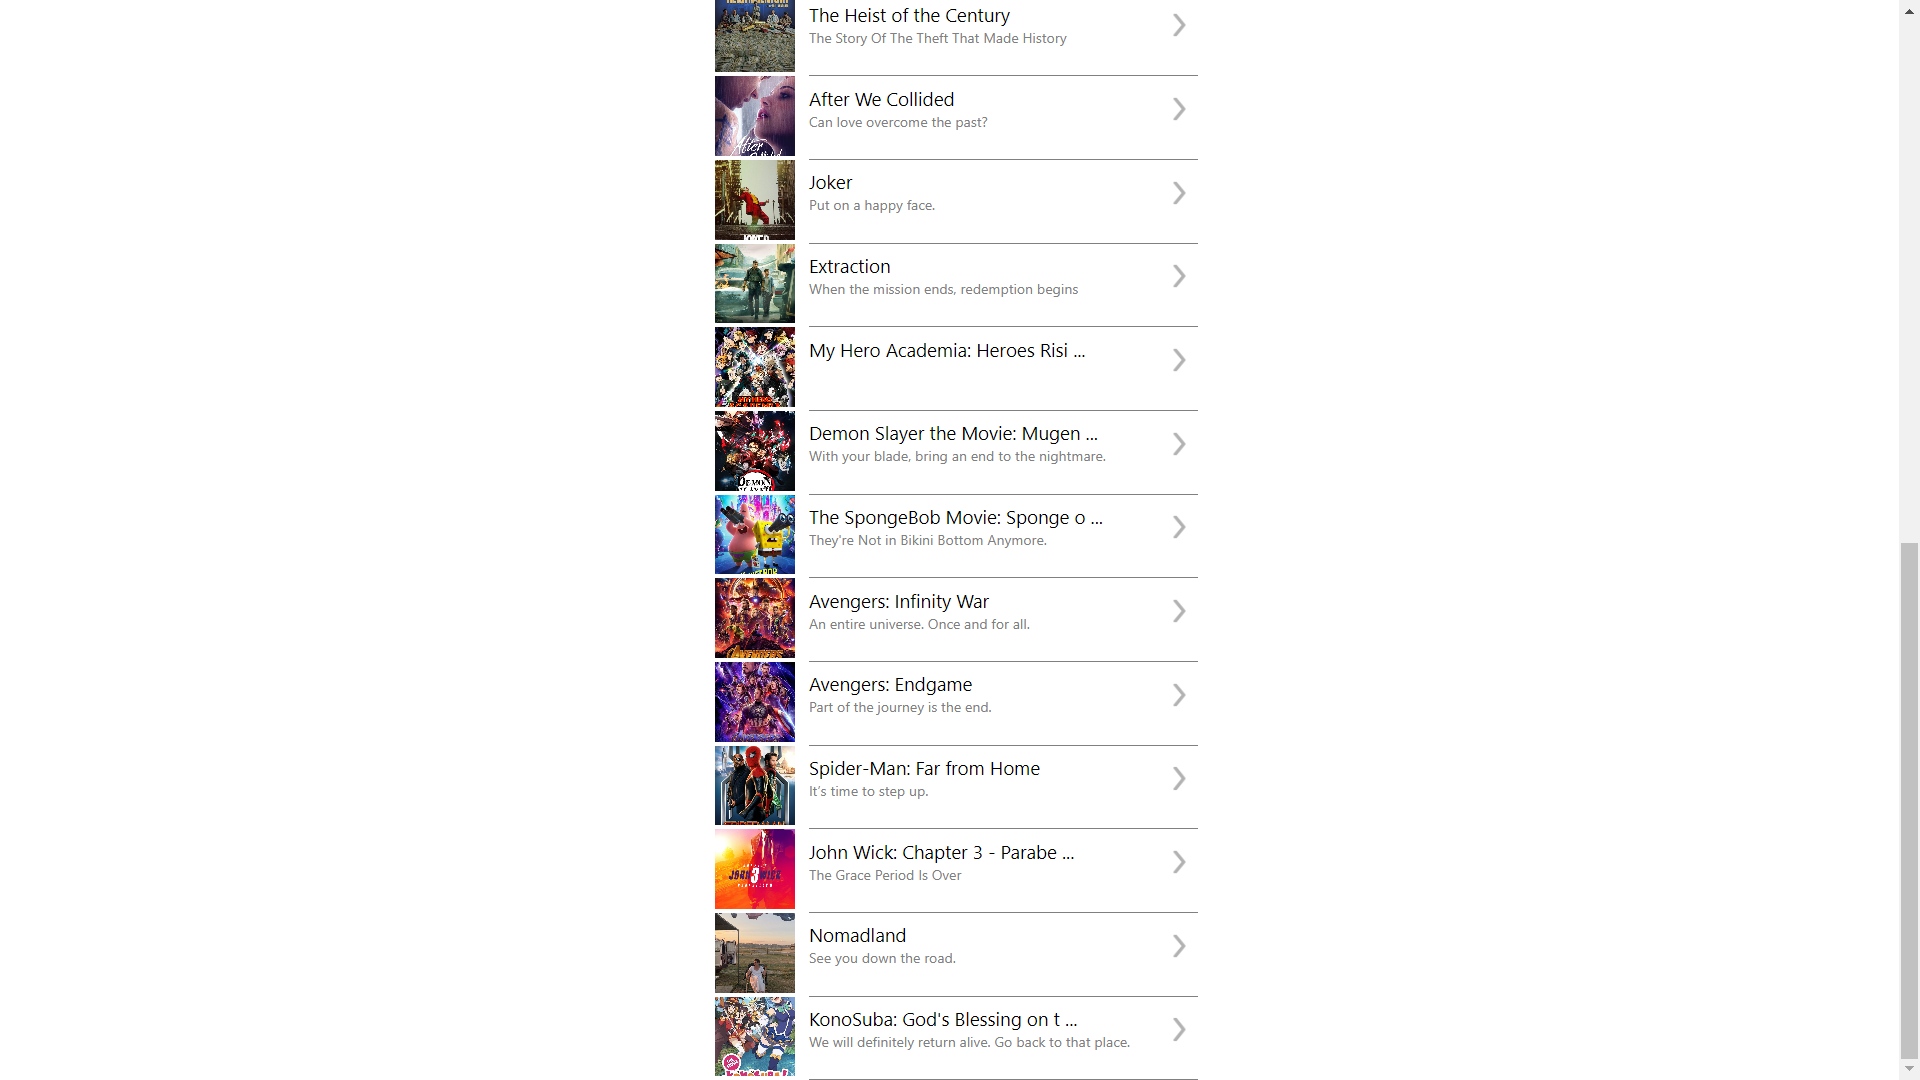 The Heist of the Century
The Story Of The Theft That Made History
After We Collided
Can love overcome the past?
After
Joker
Put on a happy face.
Extraction
When the mission ends, redemption begins
My Hero Academia: Heroes Risi ...
Demon Slayer the Movie: Mugen ...
With your blade, bring an end to the nightmare.
The SpongeBob Movie: Sponge o ...
They're Not in Bikini Bottom Anymore.
Avengers: Infinity War
An entire universe. Once and for all.
AVENGERS
Avengers: Endgame
Part of the journey is the end.
Spider-Man: Far from Home
It's time to step up.
John Wick: Chapter 3 - Parabe ...
The Grace Period Is Over
JOHN WICK
3
Nomadland
See you down the road.
KonoSuba: God's Blessing on t ...
We will definitely return alive. Go back to that place.